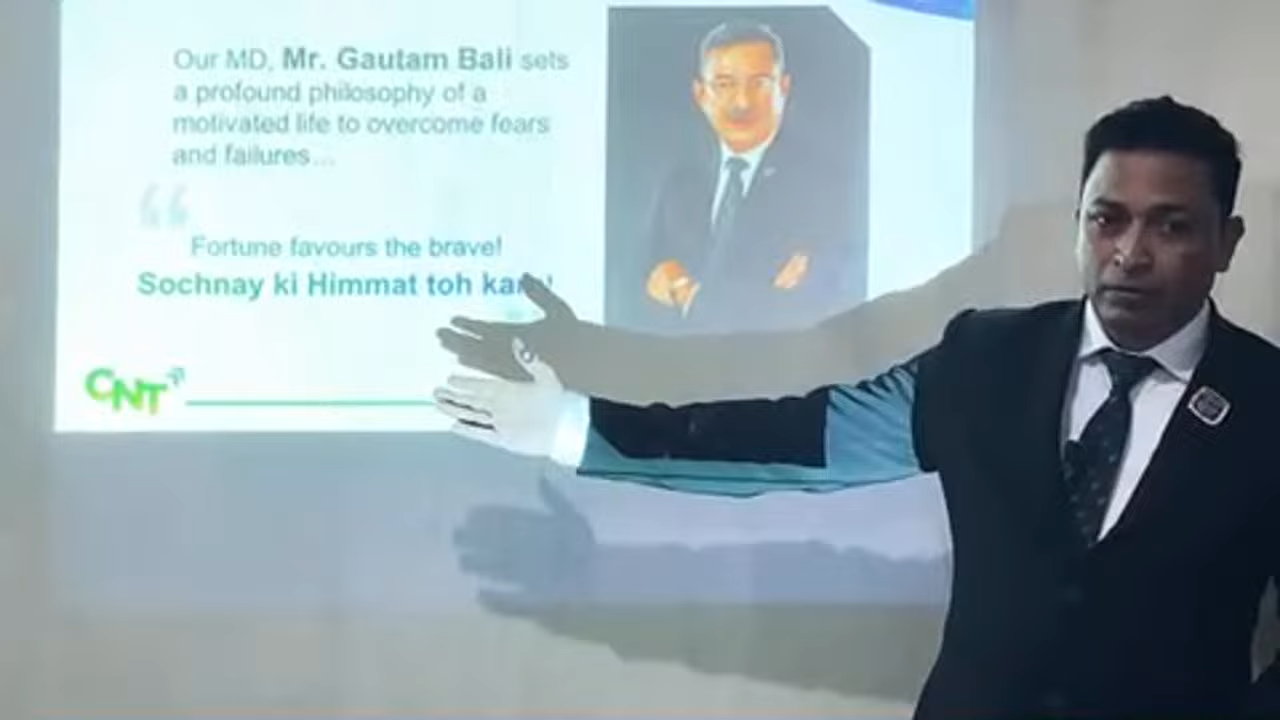 Our MD, Mr. Gautam Bali sets
a profound philosophy of a
motivated life to overcome fears
and failures...
“
Fortune favours the brave!
Sochnay ki Himmat toh
CNT